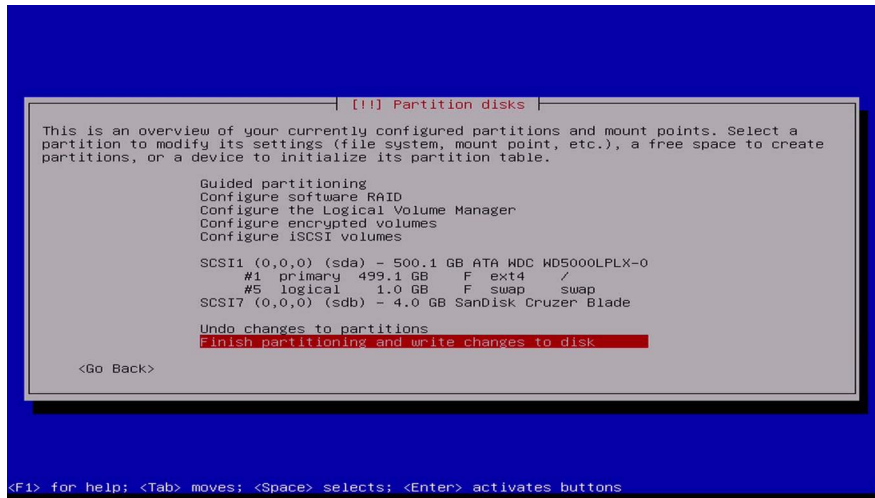 [!!] Partition disks
This is an overview of your currently configured partitions and mount points. Select a
partition to modify its settings (file system, mount point, etc.), a free space to create
partitions, or a device to initialize its partition table.
Guided partitioning
Configure software RAID
Configure the Logical Volume Manager
Configure encrypted volumes
Configure iSCSI volumes
SCSI1 (0,0,0) (sda) - 500.1 GB ATA WDC WD5000LPLX-0
#1 primary 499.1 GB F ext4 /
#5 logical 1.0 GB F swap swap
SCSI7 (0,0,0) (sdb) - 4.0 GB SanDisk Cruzer Blade
Undo changes to partitions
Finish partitioning and write changes to disk
<Go Back>
<F1> for help; <Tab> moves; <Space> selects; <Enter> activates buttons